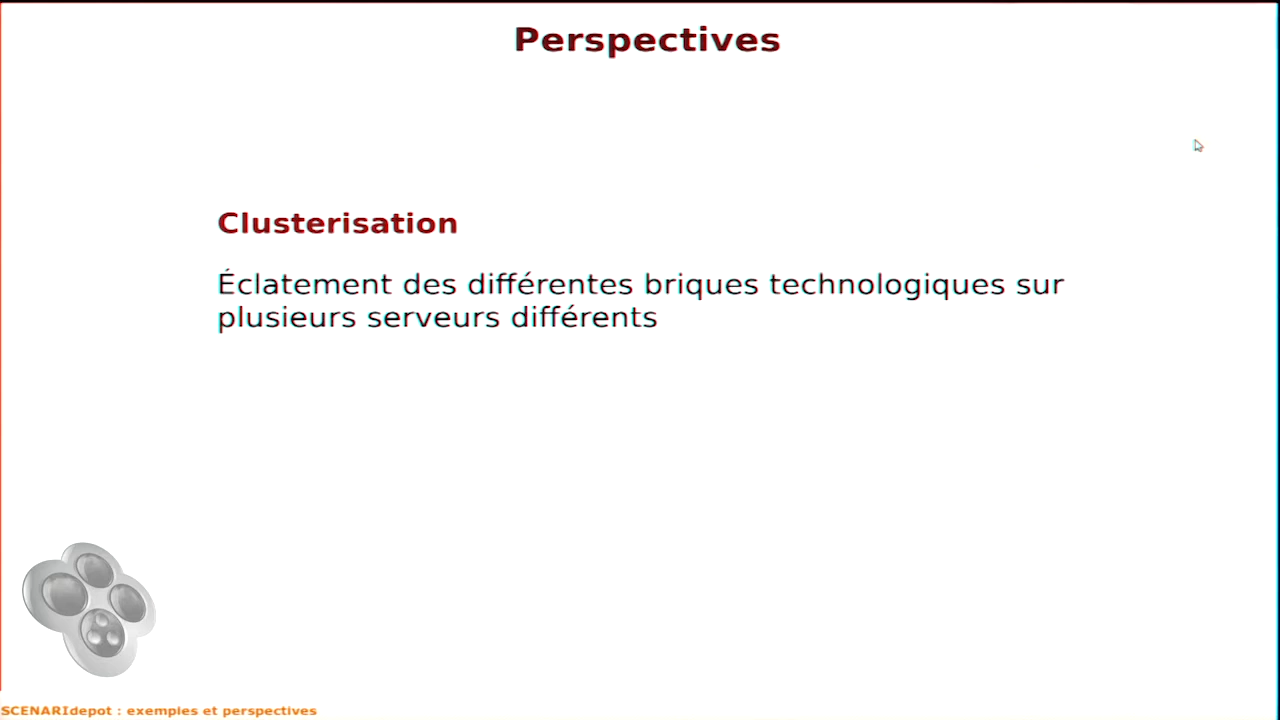 Perspectives
Clusterisation
Éclatement des différentes briques technologiques sur
plusieurs serveurs différents
SCENARIdepot : exemples et perspectives